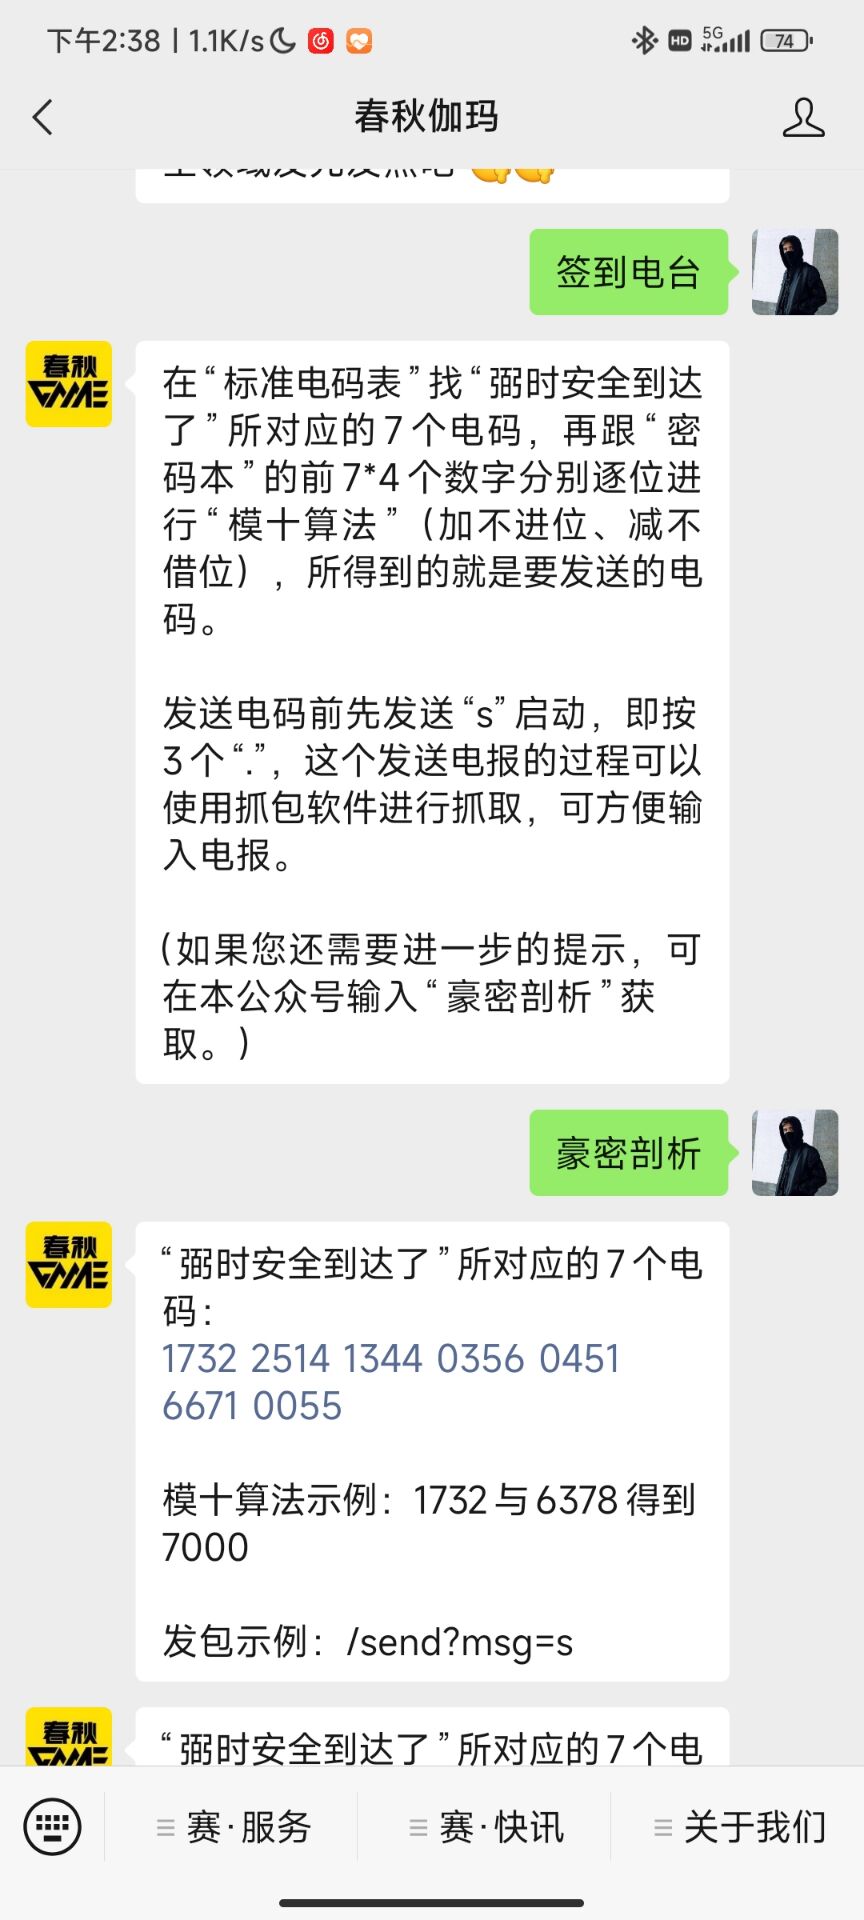 下午2:38 | 1.1K/s
HD 5G 74
春秋伽玛
签到电台
春秋
GAME
在“标准电码表”找“弼时安全到达
了”所对应的7个电码，再跟“密
码本”的前7*4个数字分别逐位进
行“模十算法”（加不进位、减不
借位），所得到的就是要发送的电
码。
发送电码前先发送“s”启动，即按
3个“.”，这个发送电报的过程可以
使用抓包软件进行抓取，可方便输
入电报。
(如果您还需要进一步的提示，可
在本公众号输入“豪密剖析”获
取。)
豪密剖析
春秋
GAME
“弼时安全到达了”所对应的7个电
码：
1732 2514 1344 0356 0451
6671 0055
模十算法示例：1732与6378得到
7000
发包示例：/send?msg=s
春秋
GAME
“弼时安全到达了”所对应的7个电
赛·服务
赛·快讯
关于我们